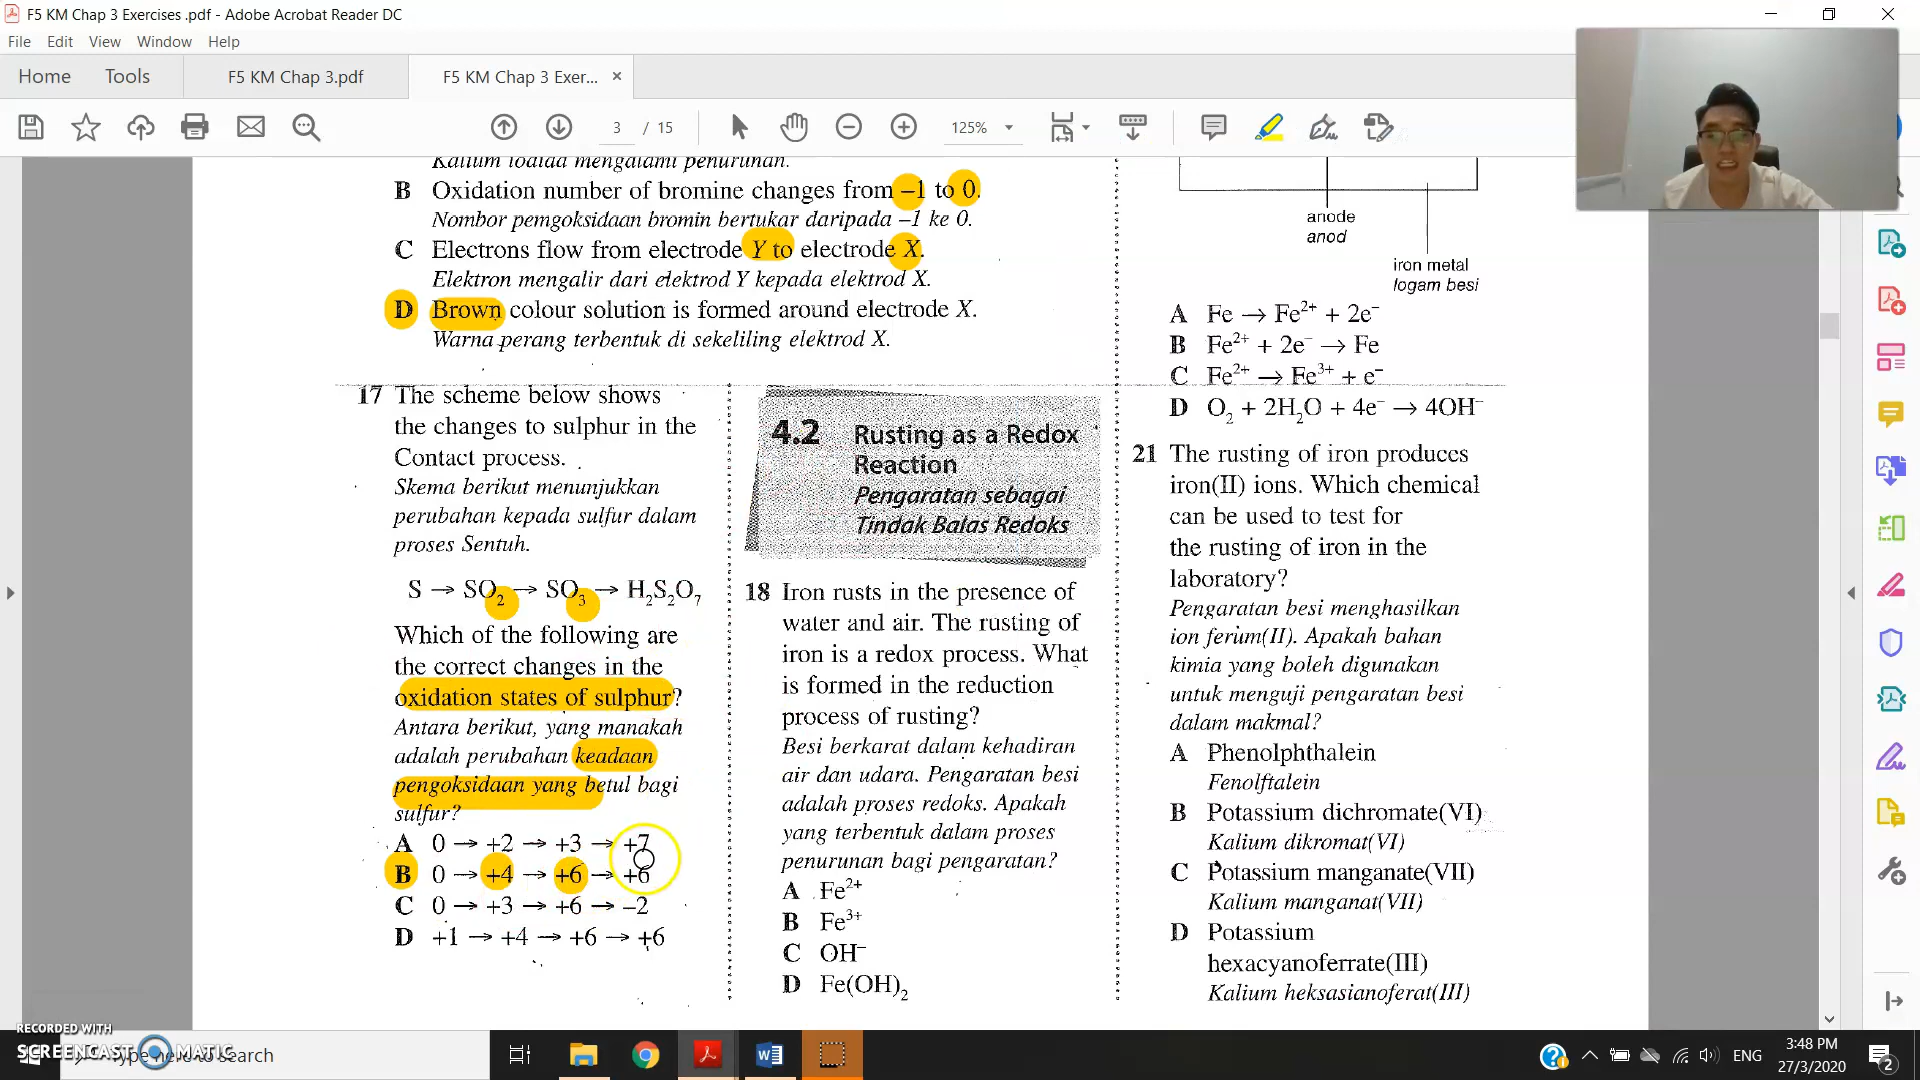 F5 KM Chap 3 Exercises .pdf - Adobe Acrobat Reader DC
File Edit View Window Help
Home Tools F5 KM Chap 3.pdf F5 KM Chap 3 Exer... ×
3 / 15 125%
Kalium iodida mengalami penurunan.
B Oxidation number of bromine changes from –1 to 0.
Nombor pemgoksidaan bromin bertukar daripada –1 ke 0.
C Electrons flow from electrode Y to electrode X.
Elektron mengalir dari elektrod Y kepada elektrod X.
D Brown colour solution is formed around electrode X.
Warna perang terbentuk di sekeliling elektrod X.
17 The scheme below shows
the changes to sulphur in the
Contact process.
Skema berikut menunjukkan
perubahan kepada sulfur dalam
proses Sentuh.
S → SO₂ → SO₃ → H₂S₂O₇
Which of the following are
the correct changes in the
oxidation states of sulphur?
Antara berikut, yang manakah
adalah perubahan keadaan
pengoksidaan yang betul bagi
sulfur?
A 0 → +2 → +3 → +7
B 0 → +4 → +6 → +6
C 0 → +3 → +6 → –2
D +1 → +4 → +6 → +6
4.2 Rusting as a Redox
Reaction
Pengaratan sebagai
Tindak Balas Redoks
18 Iron rusts in the presence of
water and air. The rusting of
iron is a redox process. What
is formed in the reduction
process of rusting?
Besi berkarat dalam kehadiran
air dan udara. Pengaratan besi
adalah proses redoks. Apakah
yang terbentuk dalam proses
penurunan bagi pengaratan?
A Fe²⁺
B Fe³⁺
C OH⁻
D Fe(OH)₂
anode
anod
iron metal
logam besi
A Fe → Fe²⁺ + 2e⁻
B Fe²⁺ + 2e⁻ → Fe
C Fe²⁺ → Fe³⁺ + e⁻
D O₂ + 2H₂O + 4e⁻ → 4OH⁻
21 The rusting of iron produces
iron(II) ions. Which chemical
can be used to test for
the rusting of iron in the
laboratory?
Pengaratan besi menghasilkan
ion ferum(II). Apakah bahan
kimia yang boleh digunakan
untuk menguji pengaratan besi
dalam makmal?
A Phenolphthalein
Fenolftalein
B Potassium dichromate(VI)
Kalium dikromat(VI)
C Potassium manganate(VII)
Kalium manganat(VII)
D Potassium
hexacyanoferrate(III)
Kalium heksasianoferat(III)
RECORDED WITH
SCREENCAST MATIC
Type here to search
ENG
3:48 PM
27/3/2020
2